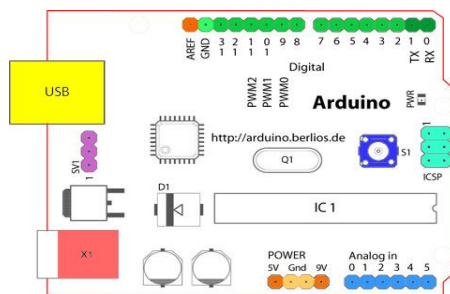 AREF GND 13 12 11 10 9 8 7 6 5 4 3 2 TX 1 RX 0
Digital
USB
PWM2 PWM1 PWM0
Arduino
PWR
http://arduino.berlios.de
SV1
1
Q1
S1
1
ICSP
D1
IC 1
X1
POWER
5V Gnd 9V
Analog in
0 1 2 3 4 5